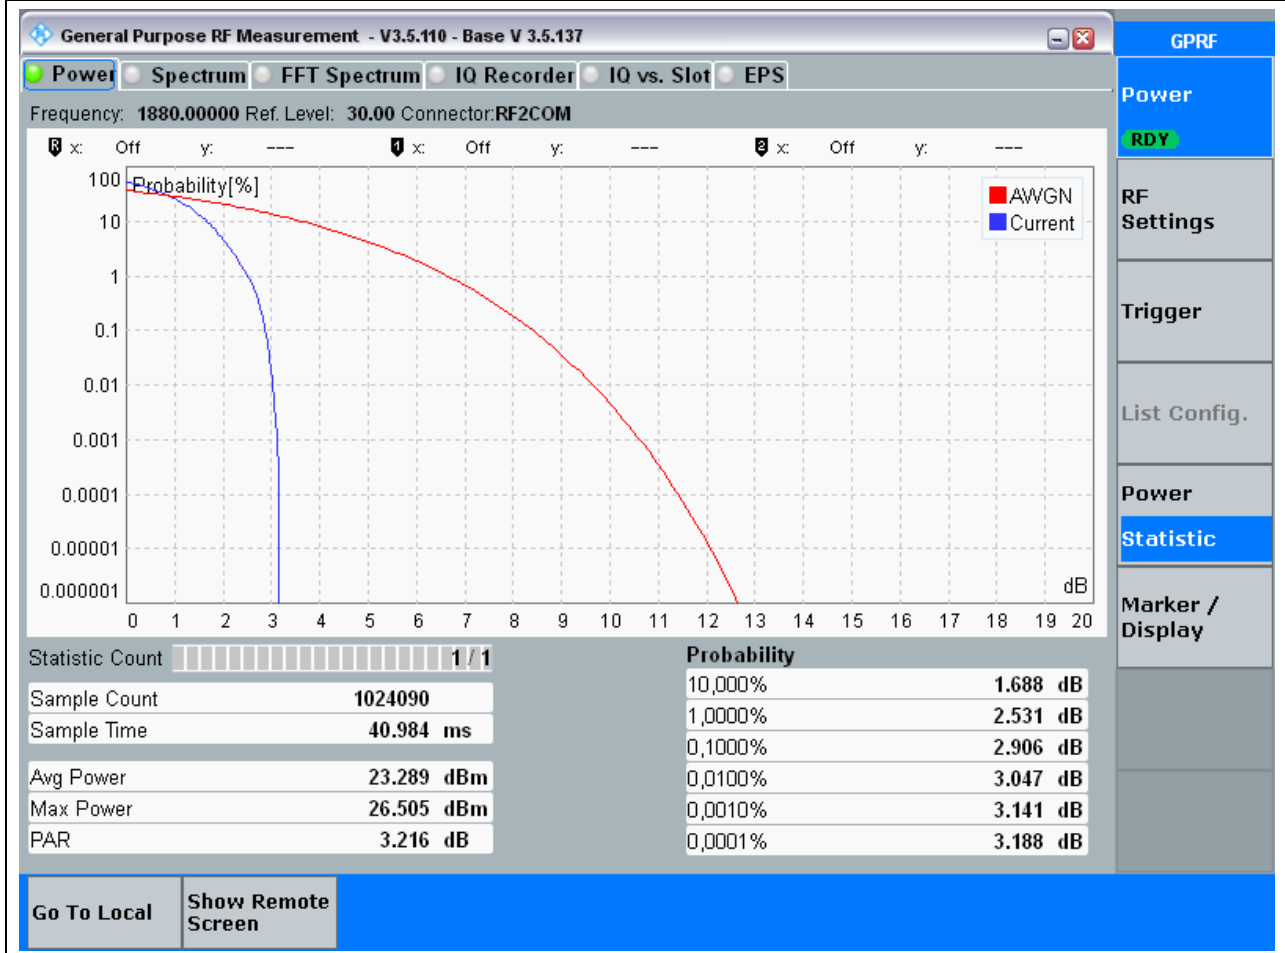 General Purpose RF Measurement - V3.5.110 - Base V 3.5.137
GPRF
Power Spectrum FFT Spectrum IQ Recorder IQ vs. Slot EPS
Frequency: 1880.00000 Ref. Level: 30.00 Connector:RF2COM
R x: Off y: --- 1 x: Off y: --- 2 x: Off y: ---
Probability[%]
100
10
1
0.1
0.01
0.001
0.0001
0.00001
0.000001
AWGN
Current
dB
0 1 2 3 4 5 6 7 8 9 10 11 12 13 14 15 16 17 18 19 20
Statistic Count 1 / 1
Sample Count 1024090
Sample Time 40.984 ms
Avg Power 23.289 dBm
Max Power 26.505 dBm
PAR 3.216 dB
Probability
10,000% 1.688 dB
1,0000% 2.531 dB
0,1000% 2.906 dB
0,0100% 3.047 dB
0,0010% 3.141 dB
0,0001% 3.188 dB
Power
RDY
RF
Settings
Trigger
List Config.
Power
Statistic
Marker /
Display
Go To Local
Show Remote
Screen